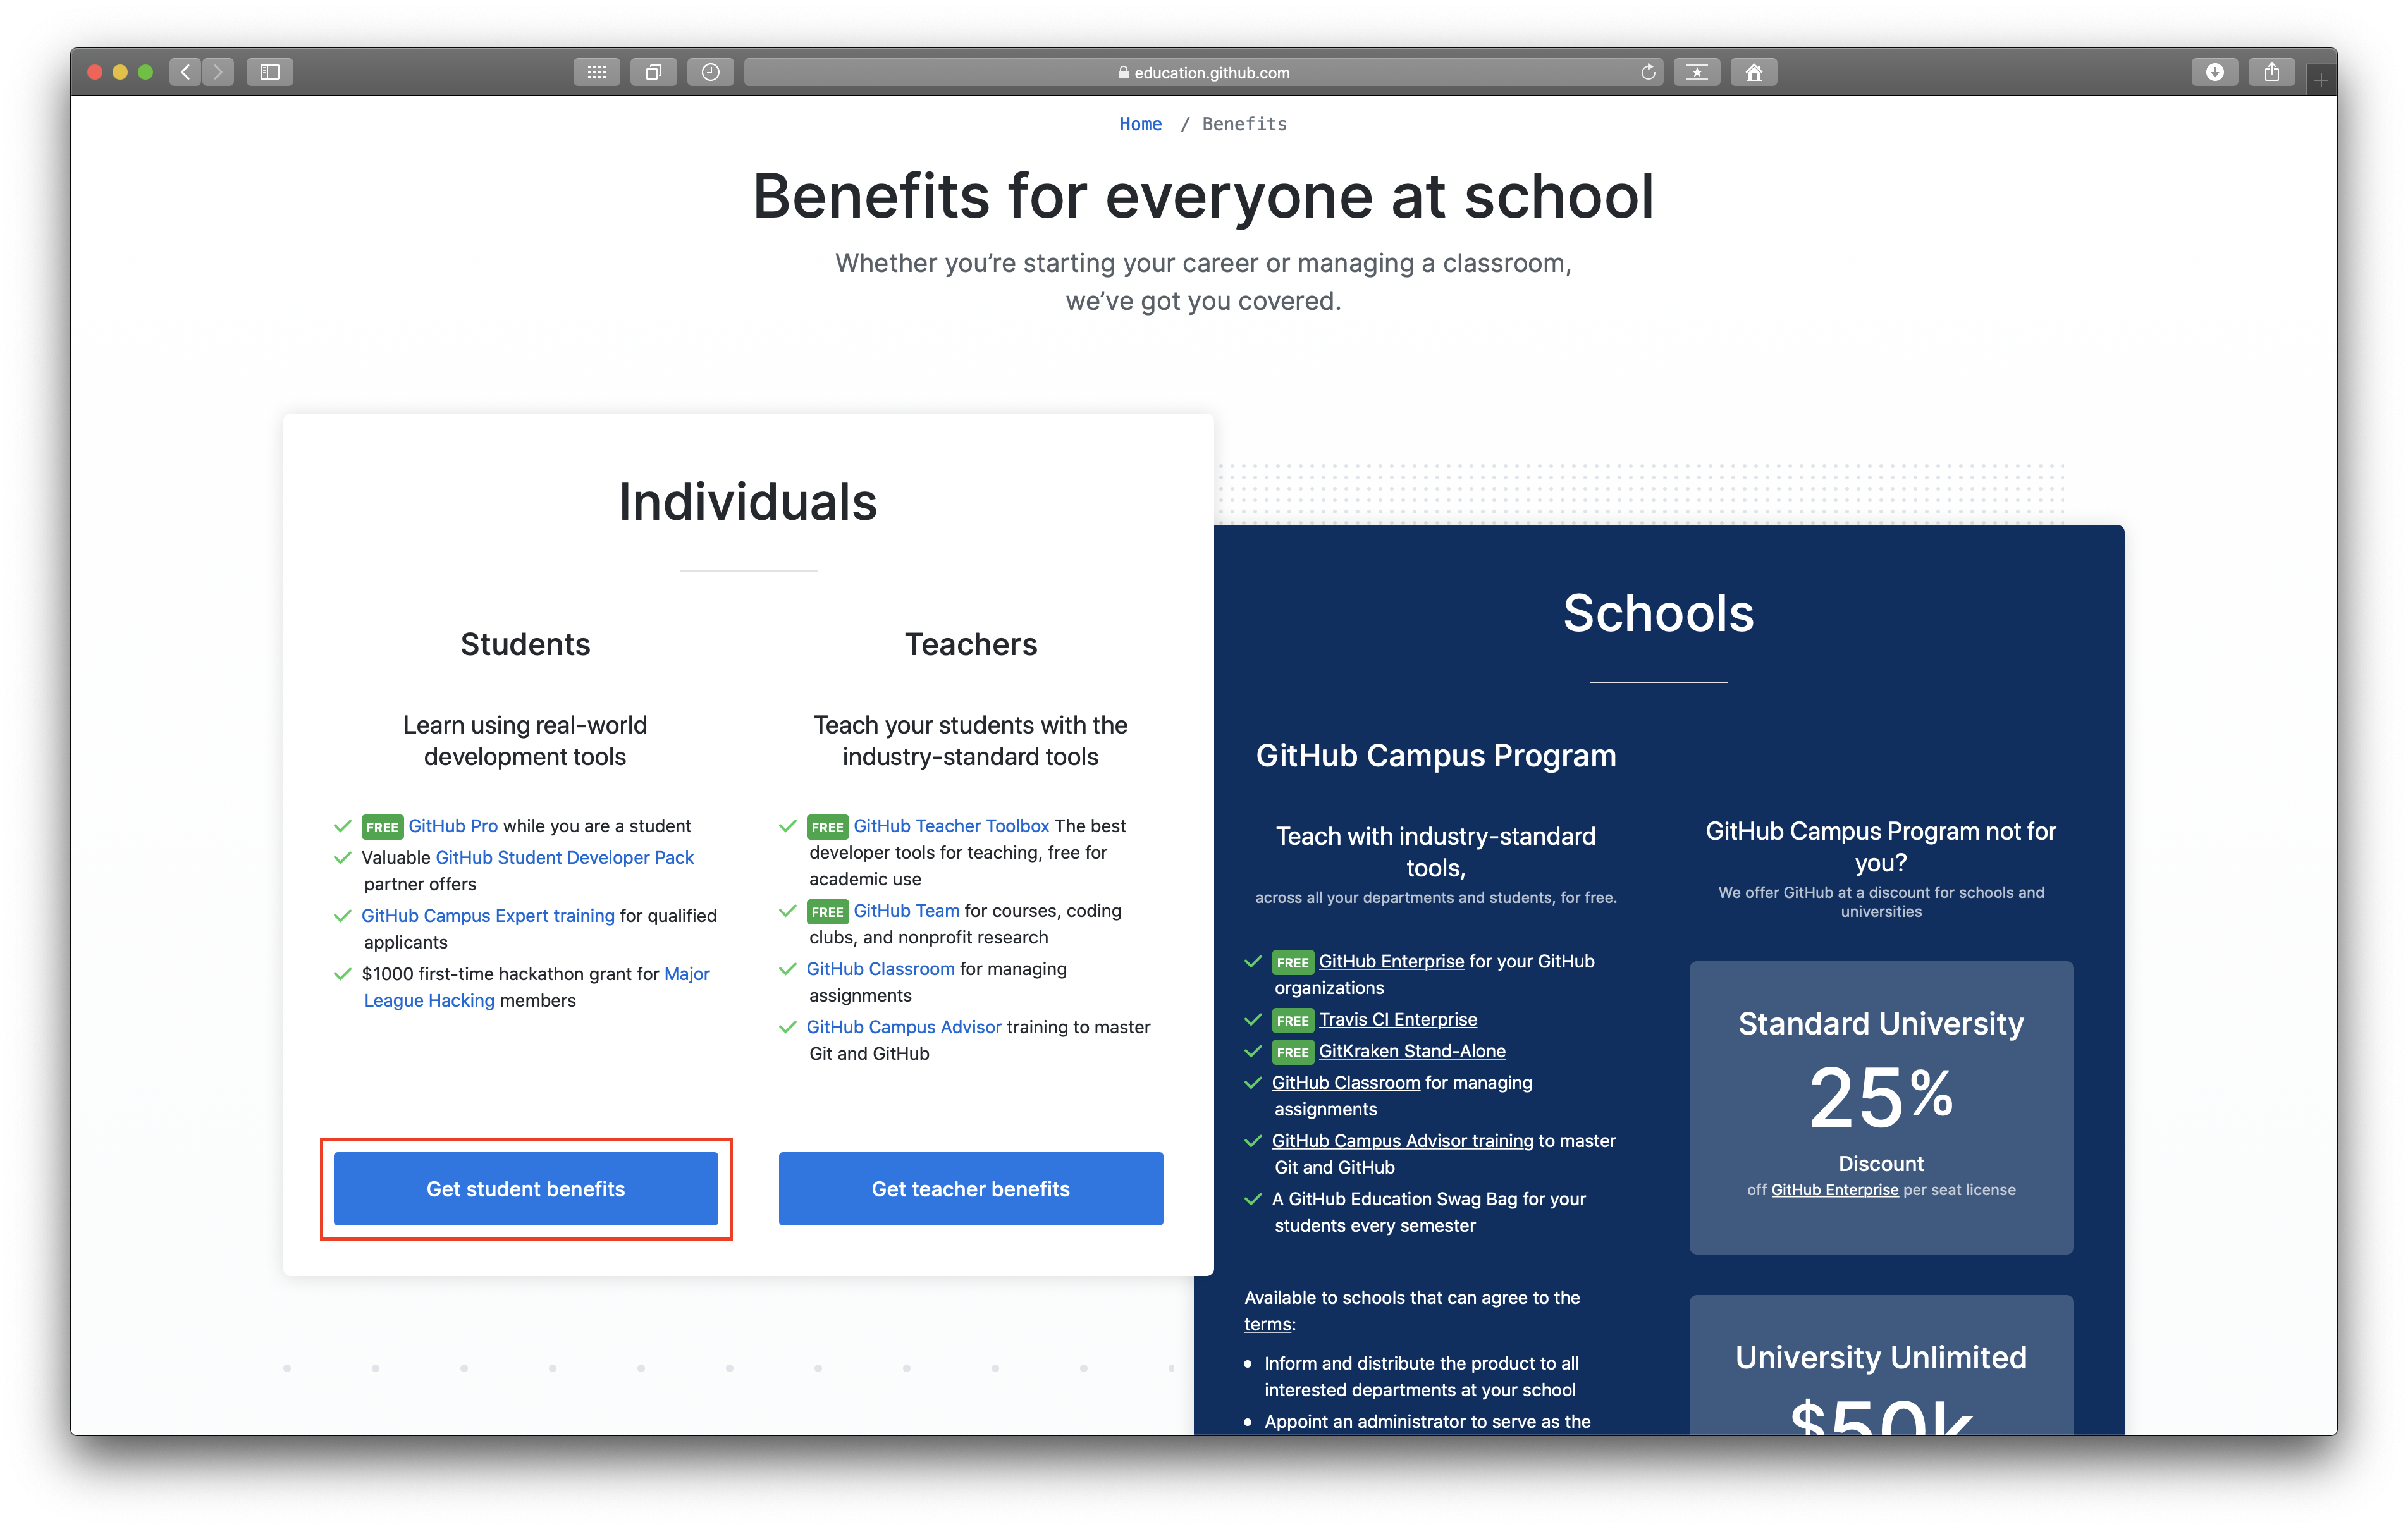 education.github.com
Home / Benefits
Benefits for everyone at school
Whether you’re starting your career or managing a classroom,
we’ve got you covered.
Individuals
Students
Learn using real-world
development tools
FREE GitHub Pro while you are a student
Valuable GitHub Student Developer Pack
partner offers
GitHub Campus Expert training for qualified
applicants
$1000 first-time hackathon grant for Major
League Hacking members
Get student benefits
Teachers
Teach your students with the
industry-standard tools
FREE GitHub Teacher Toolbox The best
developer tools for teaching, free for
academic use
FREE GitHub Team for courses, coding
clubs, and nonprofit research
GitHub Classroom for managing
assignments
GitHub Campus Advisor training to master
Git and GitHub
Get teacher benefits
Schools
GitHub Campus Program
Teach with industry-standard
tools,
across all your departments and students, for free.
FREE GitHub Enterprise for your GitHub
organizations
FREE Travis CI Enterprise
FREE GitKraken Stand-Alone
GitHub Classroom for managing
assignments
GitHub Campus Advisor training to master
Git and GitHub
A GitHub Education Swag Bag for your
students every semester
Available to schools that can agree to the
terms:
• Inform and distribute the product to all
interested departments at your school
• Appoint an administrator to serve as the
GitHub Campus Program not for
you?
We offer GitHub at a discount for schools and
universities
Standard University
25%
Discount
off GitHub Enterprise per seat license
University Unlimited
$50k